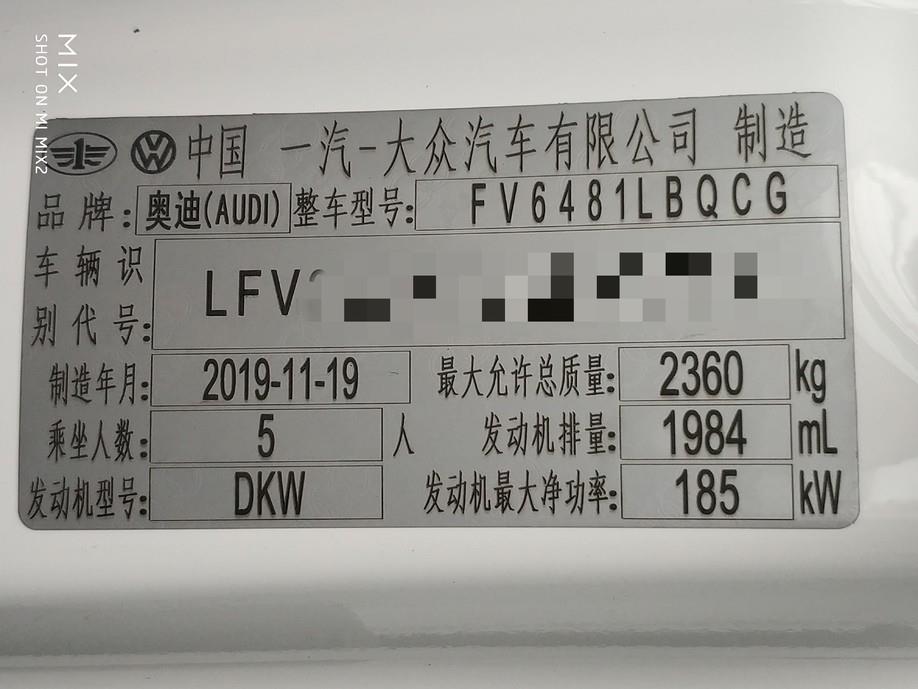 MIX
SHOT ON MI MIX2
中国 一汽-大众汽车有限公司 制造
品牌: 奥迪(AUDI) 整车型号: FV6481LBQCG
车辆识别代号: LFV
制造年月: 2019-11-19 最大允许总质量: 2360 kg
乘坐人数: 5 人 发动机排量: 1984 mL
发动机型号: DKW 发动机最大净功率: 185 kW